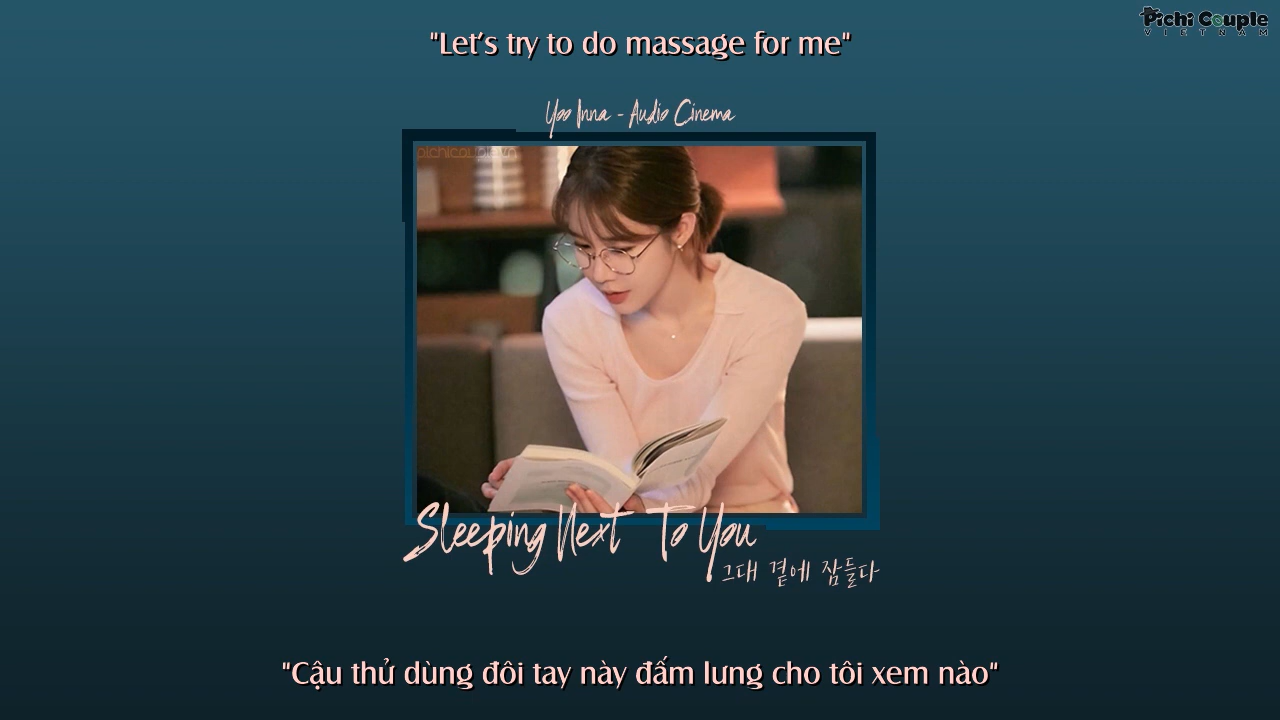 Pichi Couple
VIETNAM
"Let's try to do massage for me"
Yoo Inna - Audio Cinema
pichicouplevn
Sleeping Next To You
그대 곁에 잠들다
"Cậu thử dùng đôi tay này đấm lưng cho tôi xem nào"